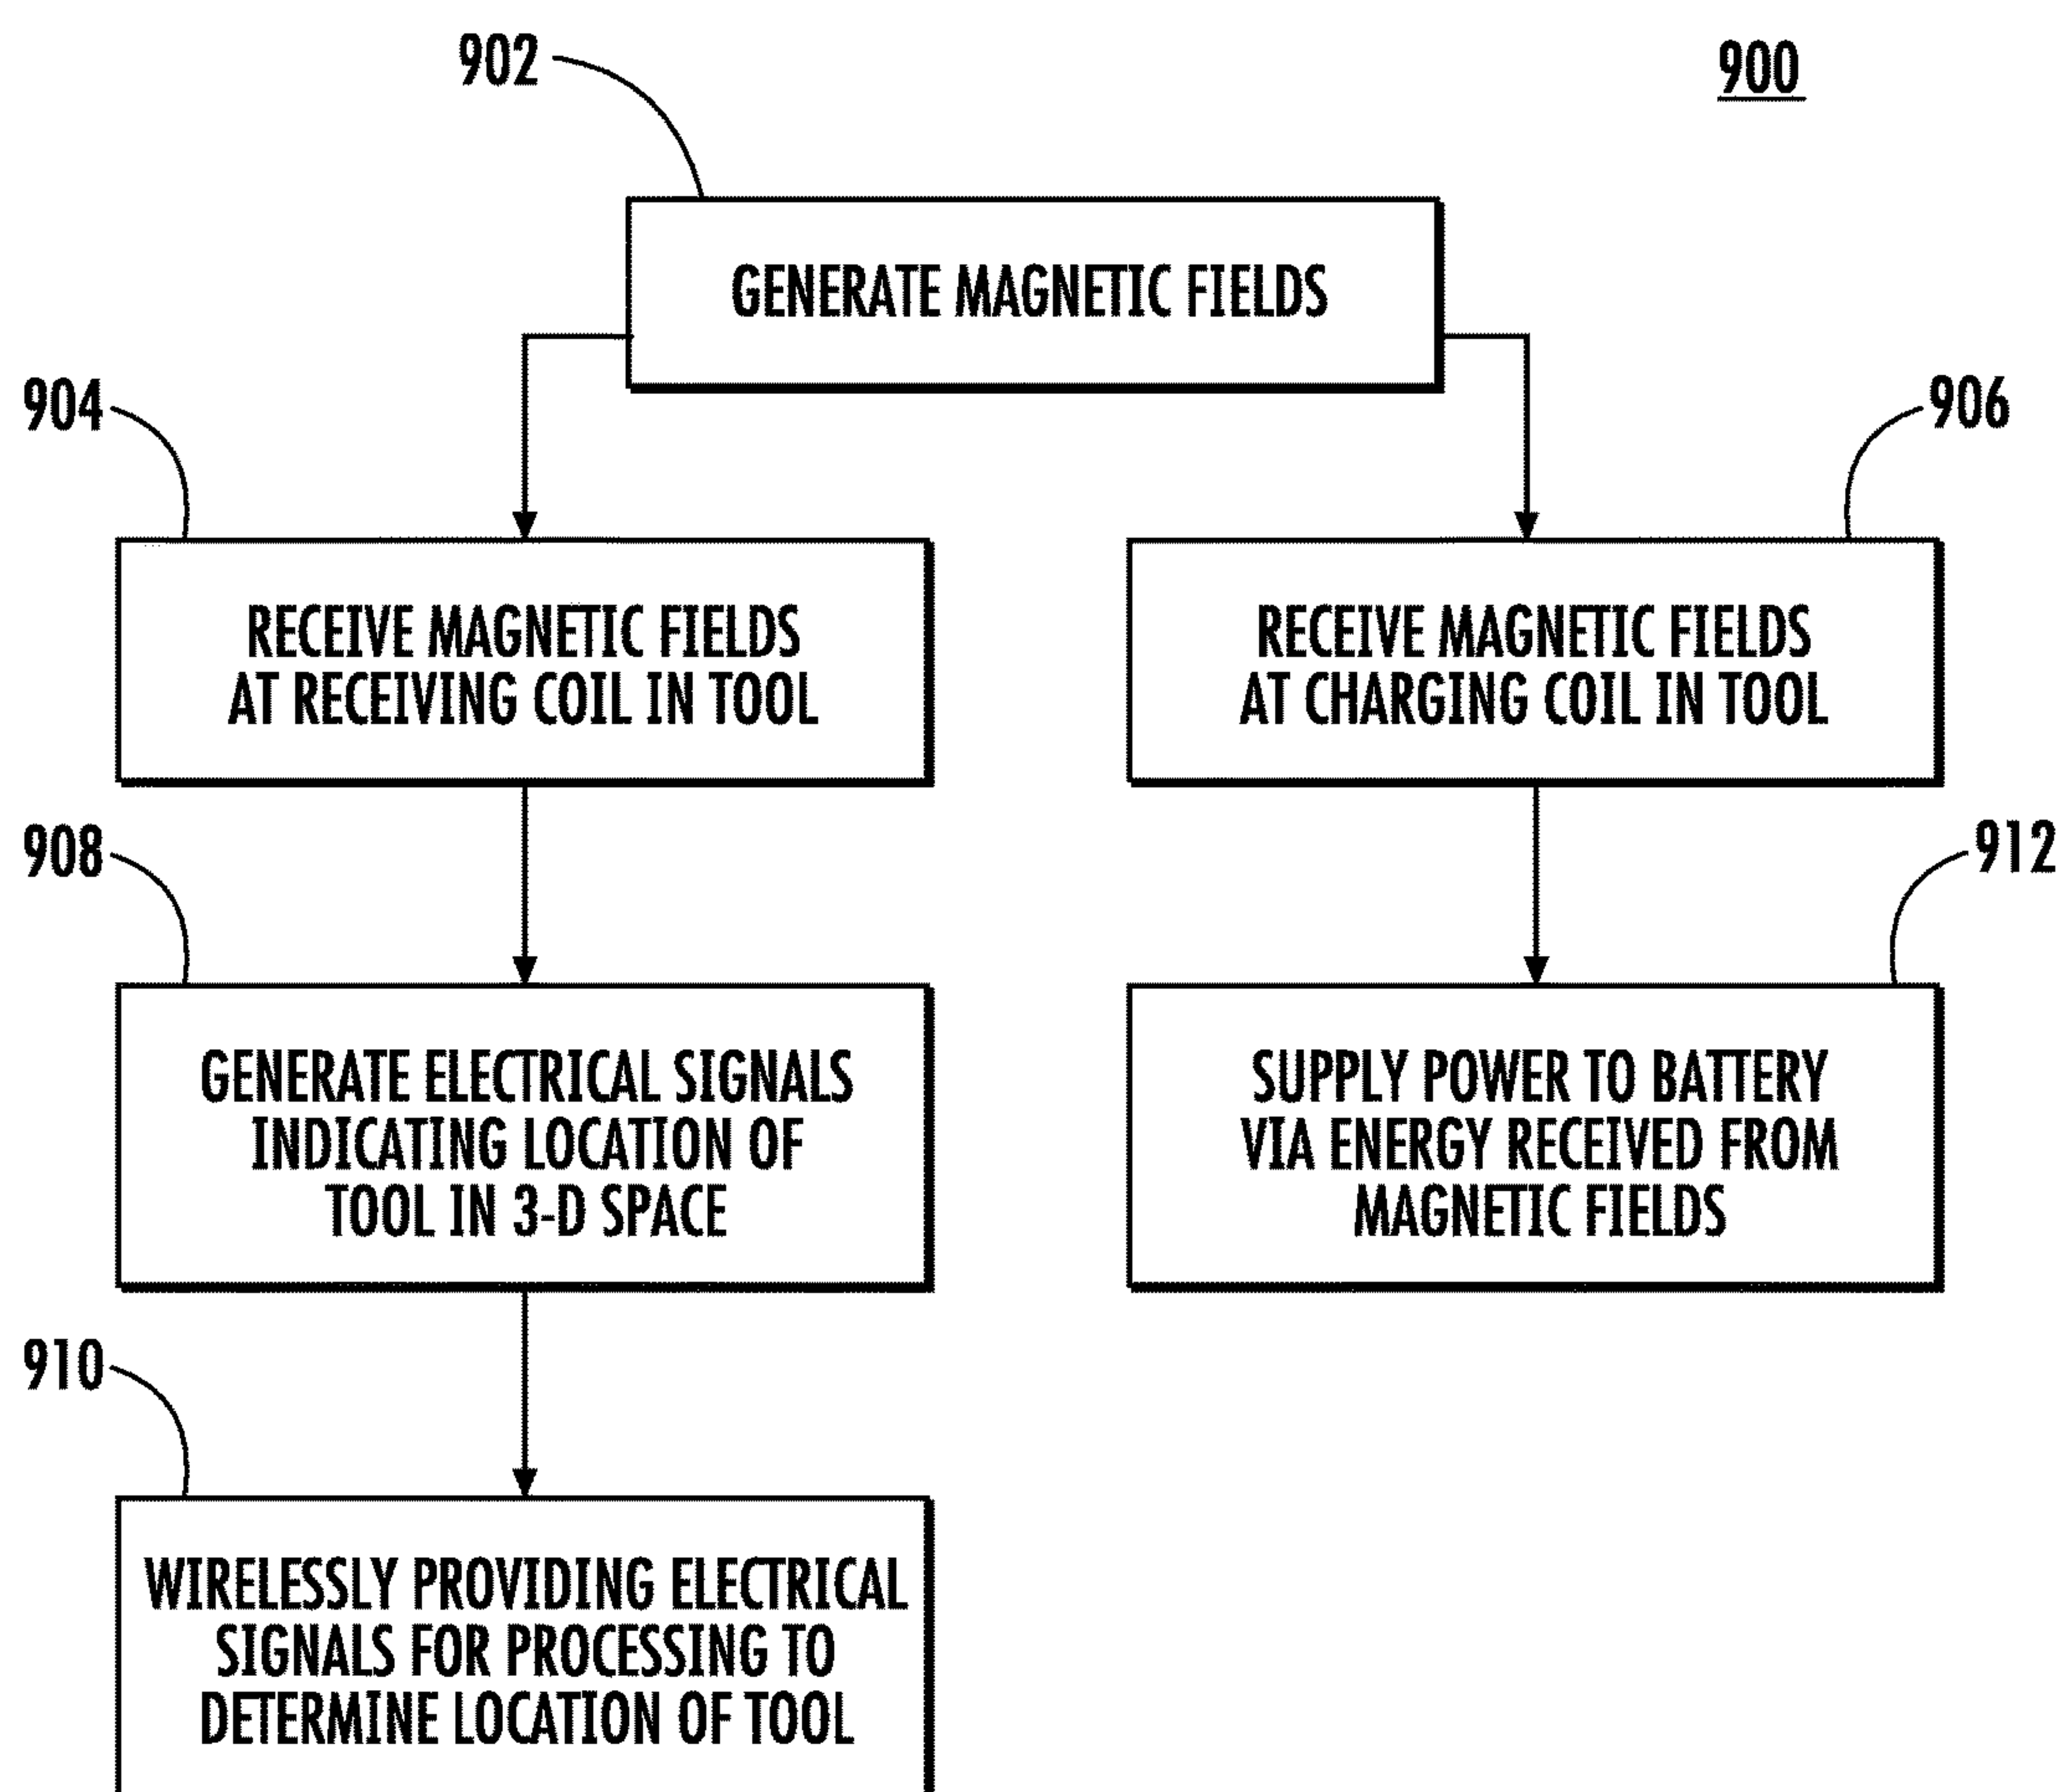 902
900
GENERATE MAGNETIC FIELDS
904
906
RECEIVE MAGNETIC FIELDS
AT RECEIVING COIL IN TOOL
RECEIVE MAGNETIC FIELDS
AT CHARGING COIL IN TOOL
908
912
GENERATE ELECTRICAL SIGNALS
INDICATING LOCATION OF
TOOL IN 3-D SPACE
SUPPLY POWER TO BATTERY
VIA ENERGY RECEIVED FROM
MAGNETIC FIELDS
910
WIRELESSLY PROVIDING ELECTRICAL
SIGNALS FOR PROCESSING TO
DETERMINE LOCATION OF TOOL